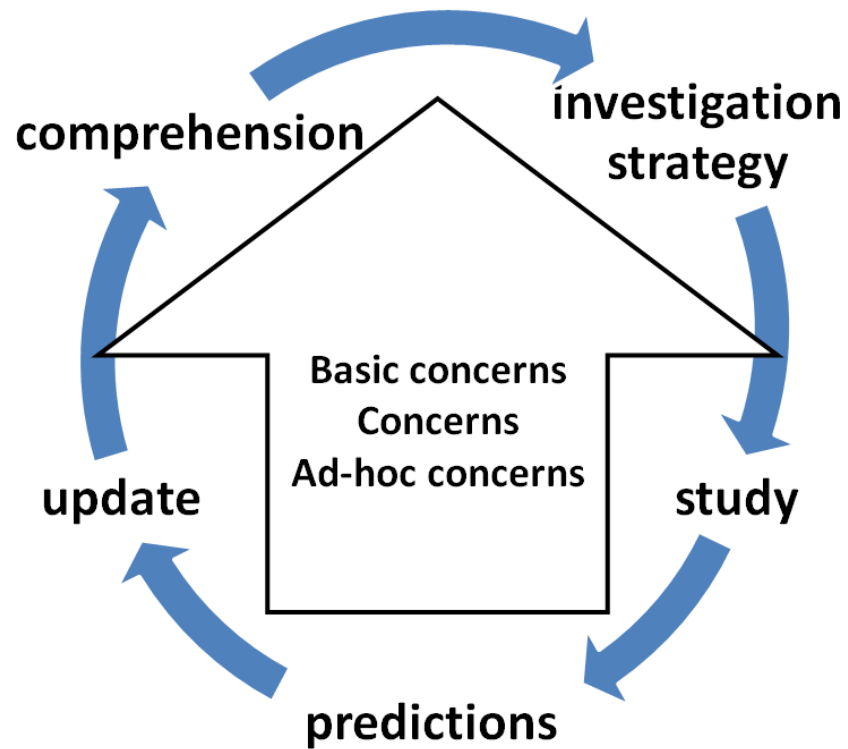 comprehension
investigation
strategy
Basic concerns
Concerns
Ad-hoc concerns
update
study
predictions